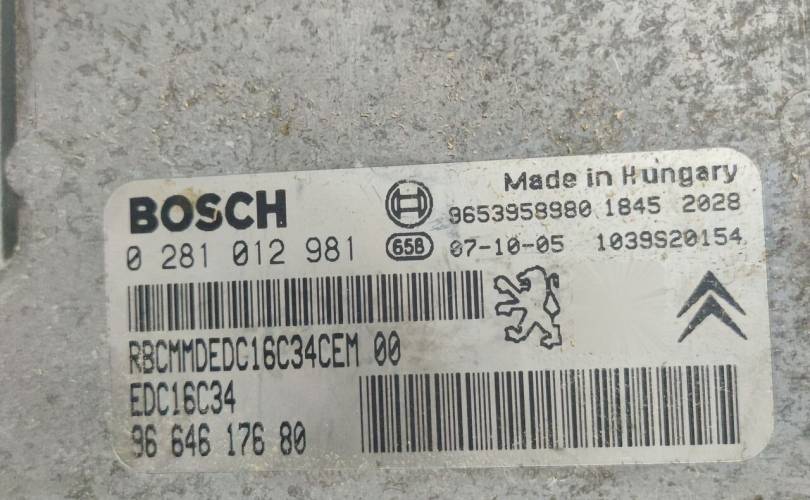 Made in Hungary
BOSCH
9653958980 1845 2028
0 281 012 981
658 07-10-05 1039S20154
RBCMMDEDC16C34CEM 00
EDC16C34
96 646 176 80